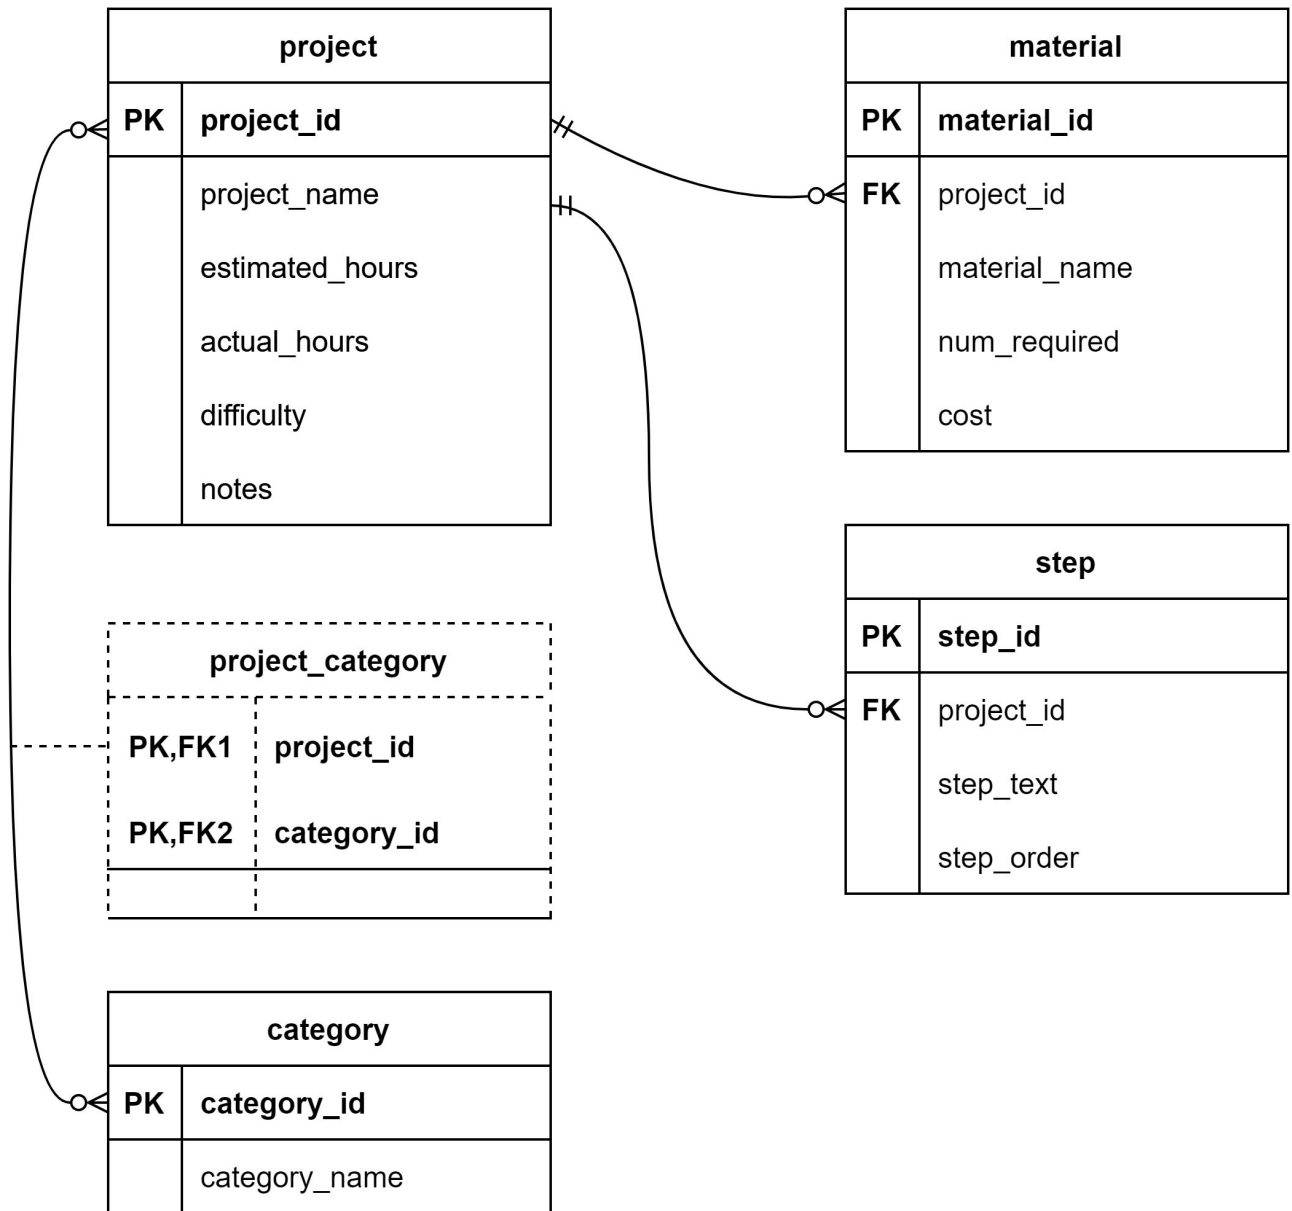 project
PK project_id
project_name
estimated_hours
actual_hours
difficulty
notes
material
PK material_id
FK project_id
material_name
num_required
cost
step
PK step_id
FK project_id
step_text
step_order
project_category
PK,FK1 project_id
PK,FK2 category_id
category
PK category_id
category_name